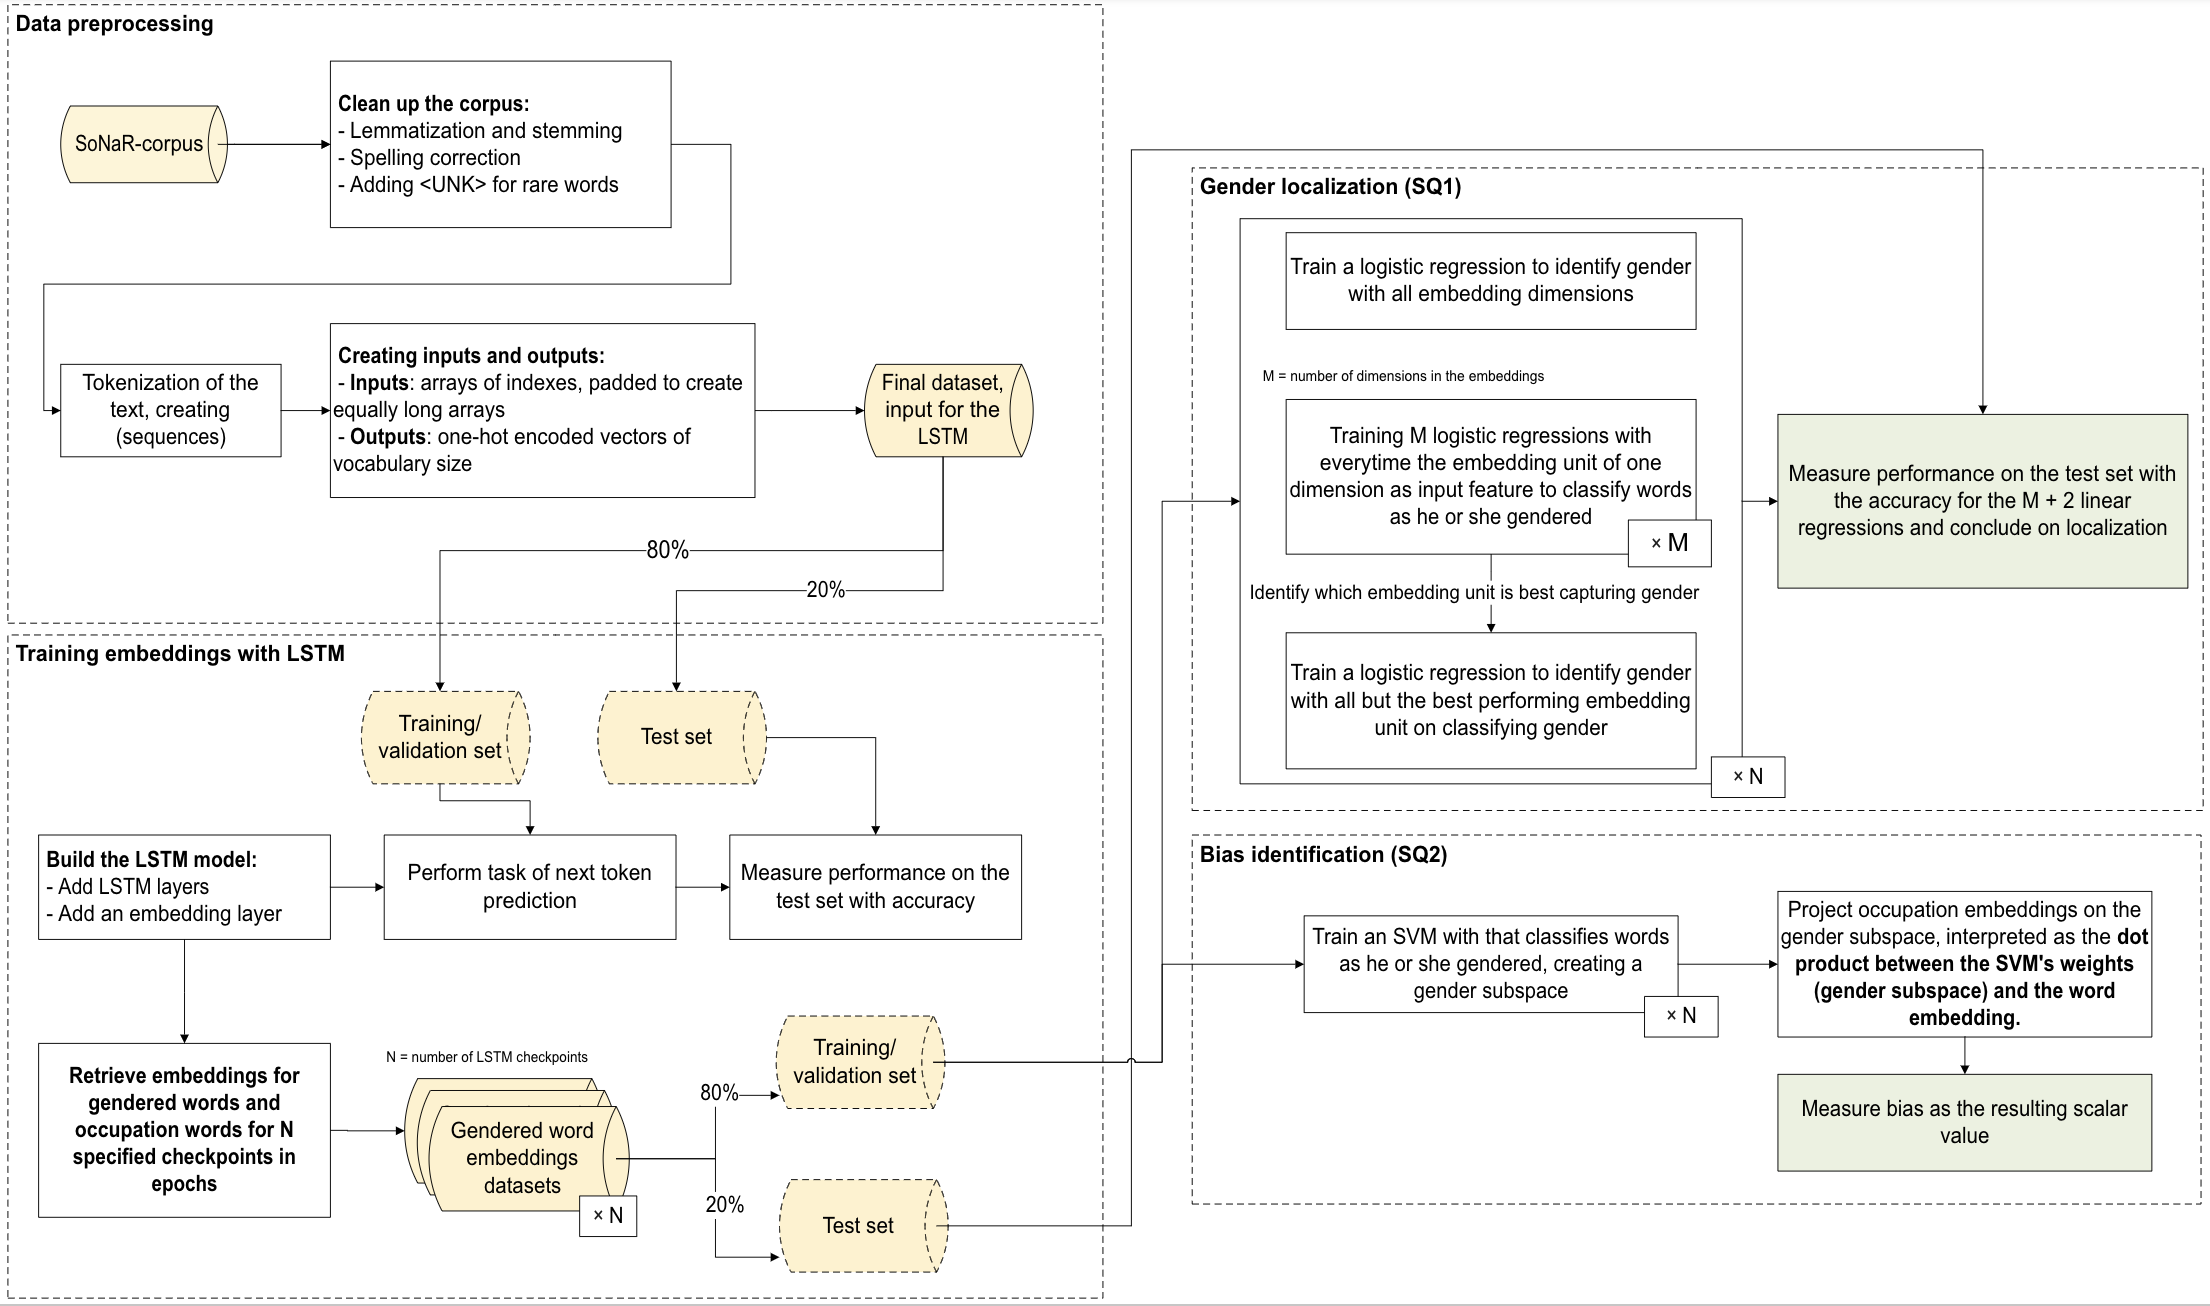 Data preprocessing
SoNaR-corpus
Clean up the corpus:
- Lemmatization and stemming
- Spelling correction
- Adding <UNK> for rare words
Tokenization of the
text, creating
(sequences)
Creating inputs and outputs:
- Inputs: arrays of indexes, padded to create
equally long arrays
- Outputs: one-hot encoded vectors of
vocabulary size
Final dataset,
input for the
LSTM
80%
20%
Training embeddings with LSTM
Training/
validation set
Test set
Build the LSTM model:
- Add LSTM layers
- Add an embedding layer
Perform task of next token
prediction
Measure performance on the
test set with accuracy
Retrieve embeddings for
gendered words and
occupation words for N
specified checkpoints in
epochs
N = number of LSTM checkpoints
Gendered word
embeddings
datasets
× N
80%
20%
Training/
validation set
Test set
Gender localization (SQ1)
Train a logistic regression to identify gender
with all embedding dimensions
M = number of dimensions in the embeddings
Training M logistic regressions with
everytime the embedding unit of one
dimension as input feature to classify words
as he or she gendered
× M
Identify which embedding unit is best capturing gender
Train a logistic regression to identify gender
with all but the best performing embedding
unit on classifying gender
× N
Measure performance on the test set with
the accuracy for the M + 2 linear
regressions and conclude on localization
Bias identification (SQ2)
Train an SVM with that classifies words
as he or she gendered, creating a
gender subspace
× N
Project occupation embeddings on the
gender subspace, interpreted as the dot
product between the SVM's weights
(gender subspace) and the word
embedding.
Measure bias as the resulting scalar
value